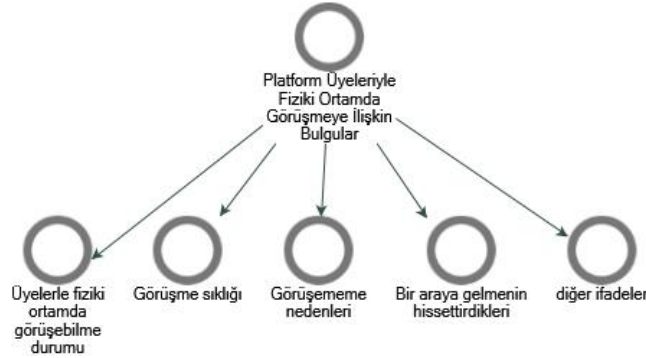 Platform Üyeleriyle
Fiziki Ortamda
Görüşmeye İlişkin
Bulgular
Üyelerle fiziki
ortamda
görüşebilme
durumu
Görüşme sıklığı
Görüşememe
nedenleri
Bir araya gelmenin
hissettirdikleri
diğer ifadeler